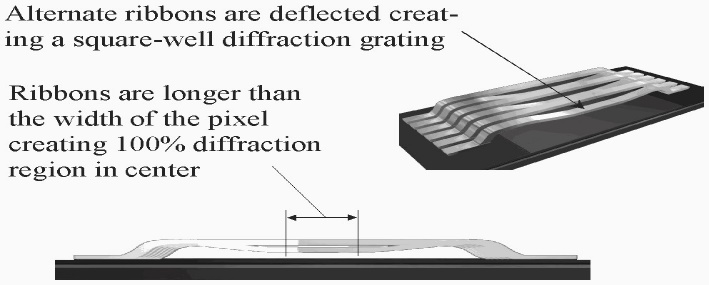 Alternate ribbons are deflected creat-
ing a square-well diffraction grating
Ribbons are longer than
the width of the pixel
creating 100% diffraction
region in center